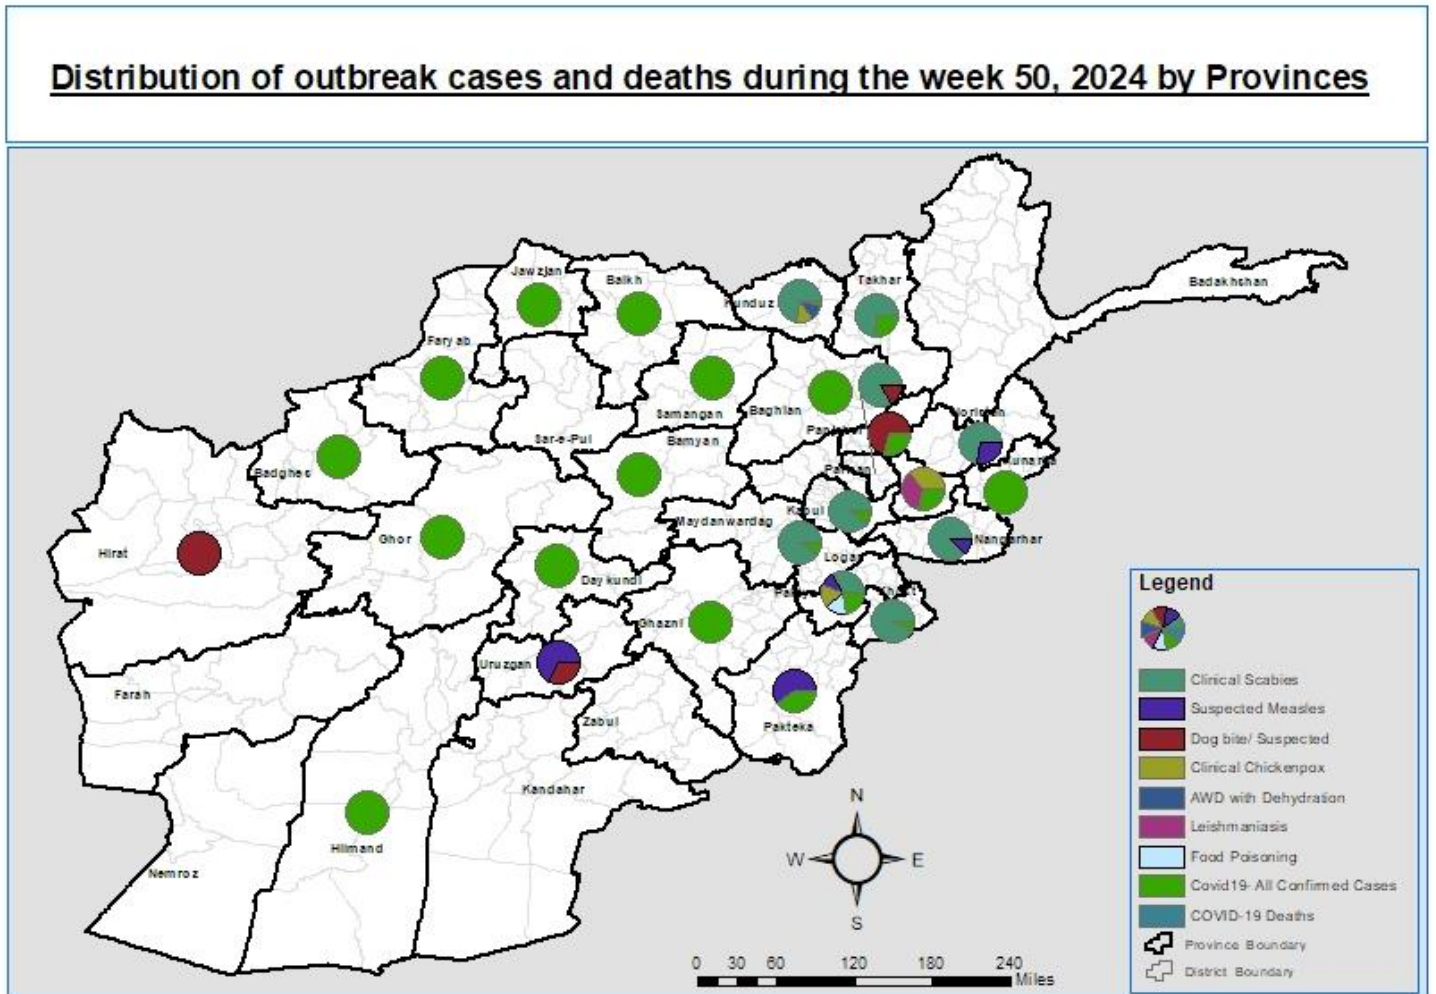 Distribution of outbreak cases and deaths during the week 50, 2024 by Provinces
Jawzjan
Balkh
Kunduz
Takhar
Badakhshan
Faryab
Samangan
Baghlan
Sar-e-Pul
Bamyan
Badghes
Kabul
Maydanwardag
Nangarhar
Hirat
Ghor
Logar
Daykundi
Ghazni
Uruzgan
Farah
Zabul
Pakteka
Kandahar
Hilmand
Nemroz
N
W
E
S
0 30 60 120 180 240
Miles
Legend
Clinical Scabies
Suspected Measles
Dog bite/ Suspected
Clinical Chickenpox
AWD with Dehydration
Leishmaniasis
Food Poisoning
Covid19- All Confirmed Cases
COVID-19 Deaths
Province Boundary
District Boundary